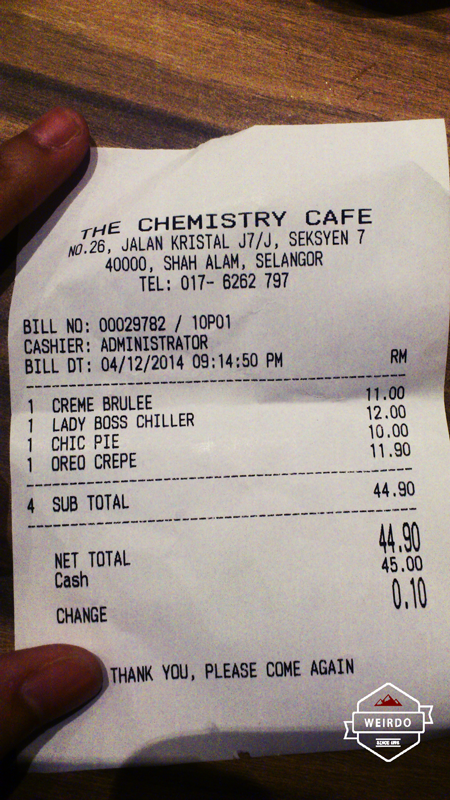 THE CHEMISTRY CAFE
NO.26, JALAN KRISTAL J7/J, SEKSYEN 7
40000, SHAH ALAM, SELANGOR
TEL: 017- 6262 797
BILL NO: 00029782 / 10P01
CASHIER: ADMINISTRATOR
BILL DT: 04/12/2014 09:14:50 PM RM
1 CREME BRULEE 11.00
1 LADY BOSS CHILLER 12.00
1 CHIC PIE 10.00
1 OREO CREPE 11.90
4 SUB TOTAL 44.90
NET TOTAL 44.90
Cash 45.00
CHANGE 0.10
THANK YOU, PLEASE COME AGAIN
WEIRDO